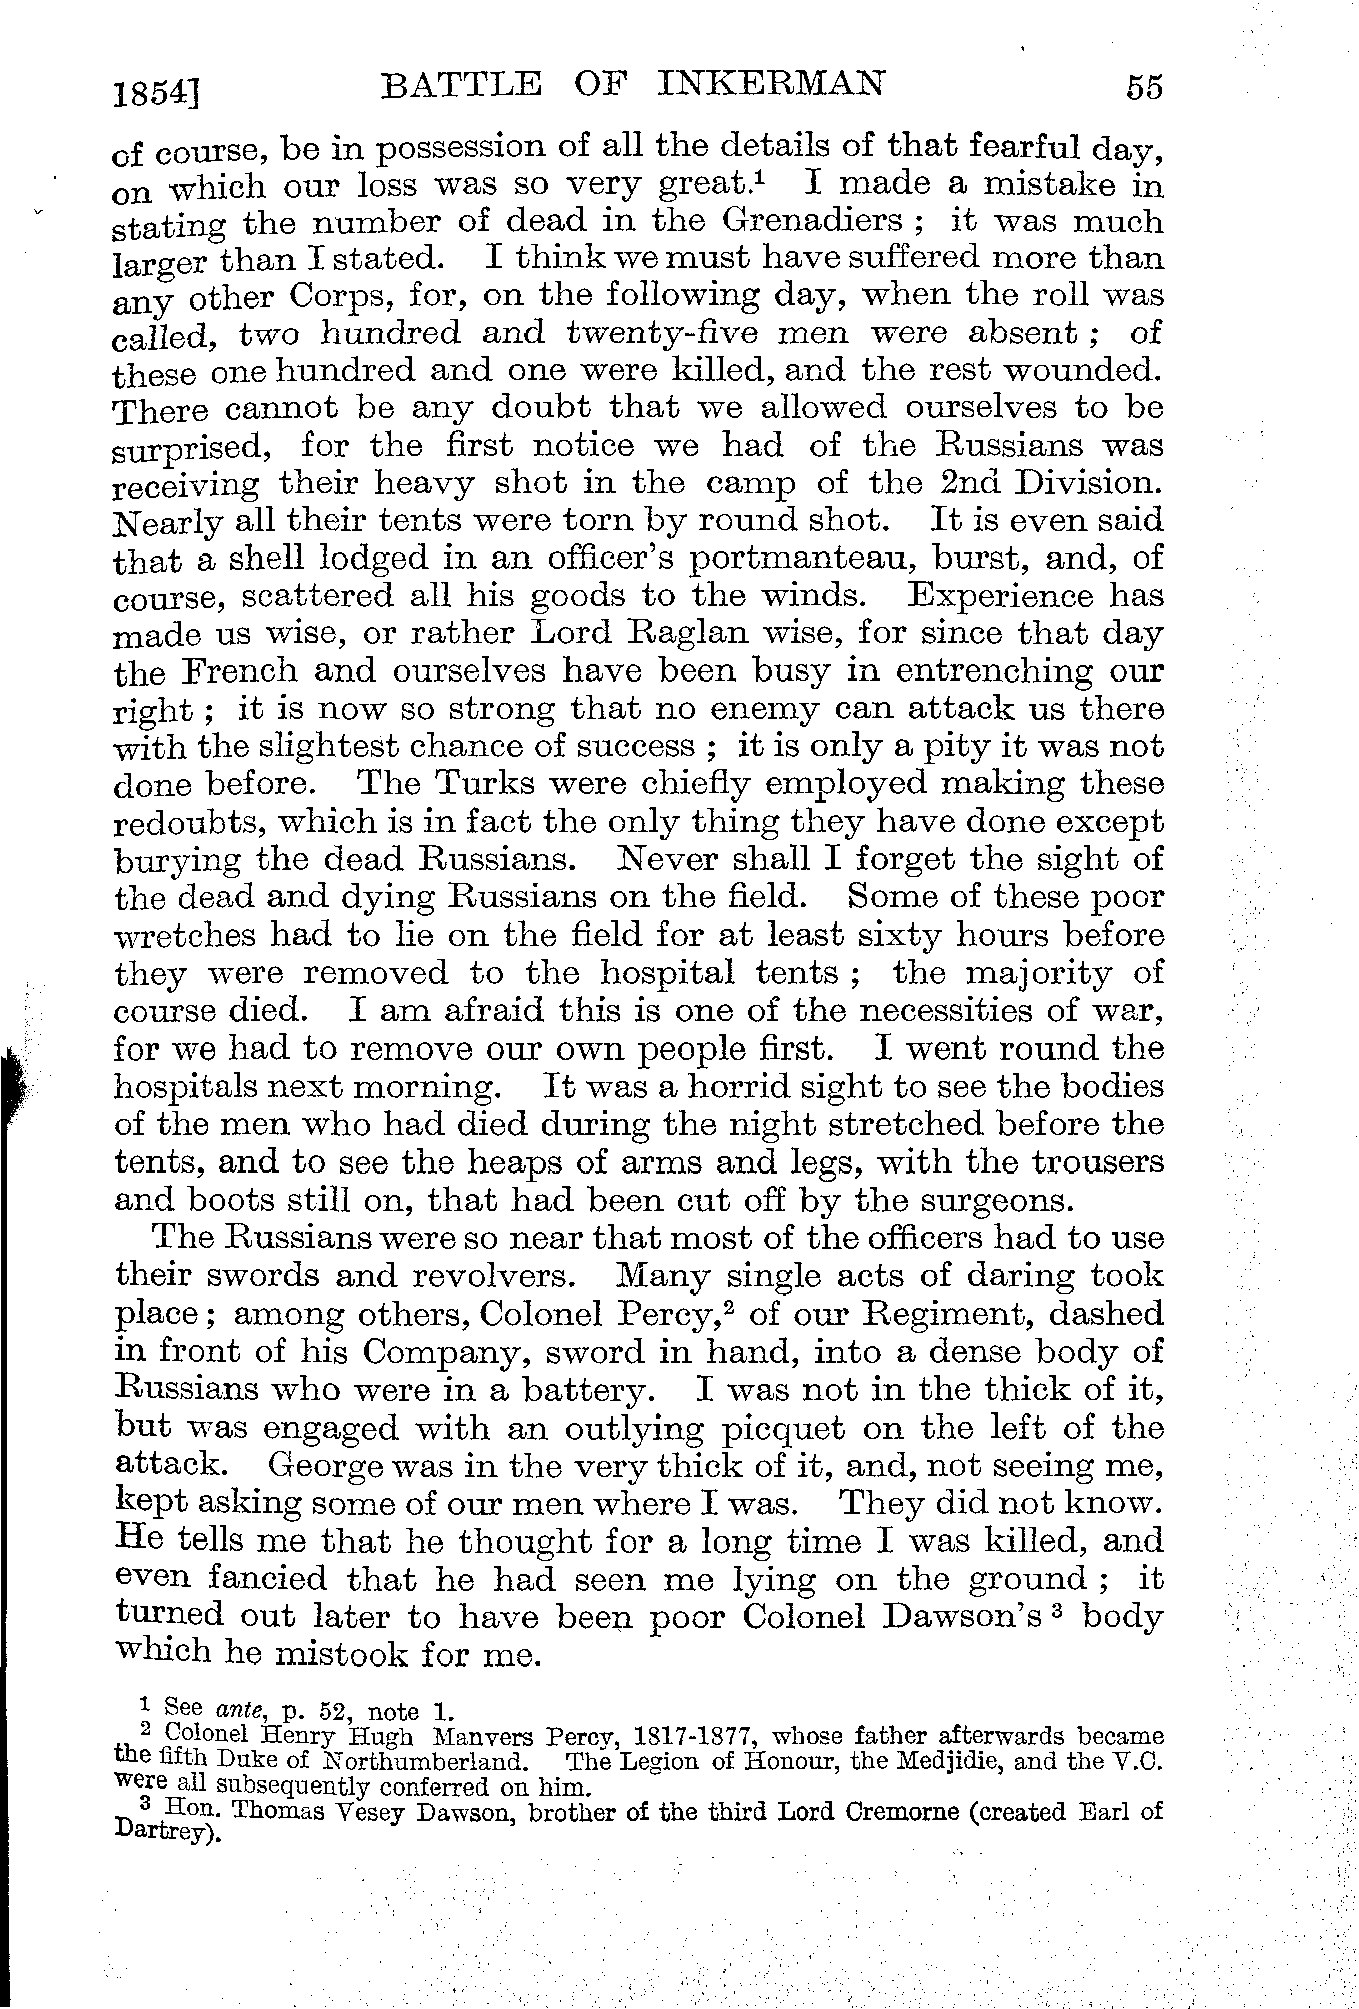 1854] BATTLE OF INKERMAN 55
of course, be in possession of all the details of that fearful day,
on which our loss was so very great.¹ I made a mistake in
stating the number of dead in the Grenadiers ; it was much
larger than I stated. I think we must have suffered more than
any other Corps, for, on the following day, when the roll was
called, two hundred and twenty-five men were absent ; of
these one hundred and one were killed, and the rest wounded.
There cannot be any doubt that we allowed ourselves to be
surprised, for the first notice we had of the Russians was
receiving their heavy shot in the camp of the 2nd Division.
Nearly all their tents were torn by round shot. It is even said
that a shell lodged in an officer's portmanteau, burst, and, of
course, scattered all his goods to the winds. Experience has
made us wise, or rather Lord Raglan wise, for since that day
the French and ourselves have been busy in entrenching our
right ; it is now so strong that no enemy can attack us there
with the slightest chance of success ; it is only a pity it was not
done before. The Turks were chiefly employed making these
redoubts, which is in fact the only thing they have done except
burying the dead Russians. Never shall I forget the sight of
the dead and dying Russians on the field. Some of these poor
wretches had to lie on the field for at least sixty hours before
they were removed to the hospital tents ; the majority of
course died. I am afraid this is one of the necessities of war,
for we had to remove our own people first. I went round the
hospitals next morning. It was a horrid sight to see the bodies
of the men who had died during the night stretched before the
tents, and to see the heaps of arms and legs, with the trousers
and boots still on, that had been cut off by the surgeons.
The Russians were so near that most of the officers had to use
their swords and revolvers. Many single acts of daring took
place ; among others, Colonel Percy,² of our Regiment, dashed
in front of his Company, sword in hand, into a dense body of
Russians who were in a battery. I was not in the thick of it,
but was engaged with an outlying picquet on the left of the
attack. George was in the very thick of it, and, not seeing me,
kept asking some of our men where I was. They did not know.
He tells me that he thought for a long time I was killed, and
even fancied that he had seen me lying on the ground ; it
turned out later to have been poor Colonel Dawson's ³ body
which he mistook for me.
¹ See ante, p. 52, note 1.
² Colonel Henry Hugh Manvers Percy, 1817-1877, whose father afterwards became
the fifth Duke of Northumberland. The Legion of Honour, the Medjidie, and the V.C.
were all subsequently conferred on him.
³ Hon. Thomas Vesey Dawson, brother of the third Lord Cremorne (created Earl of
Dartrey).